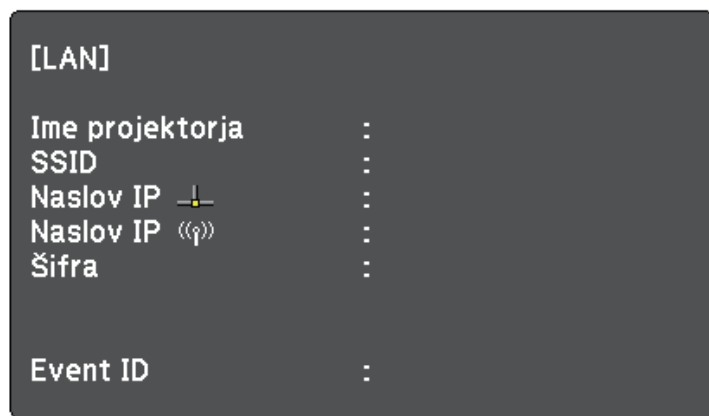 [LAN]
Ime projektorja :
SSID :
Naslov IP :
Naslov IP :
Šifra :
Event ID :